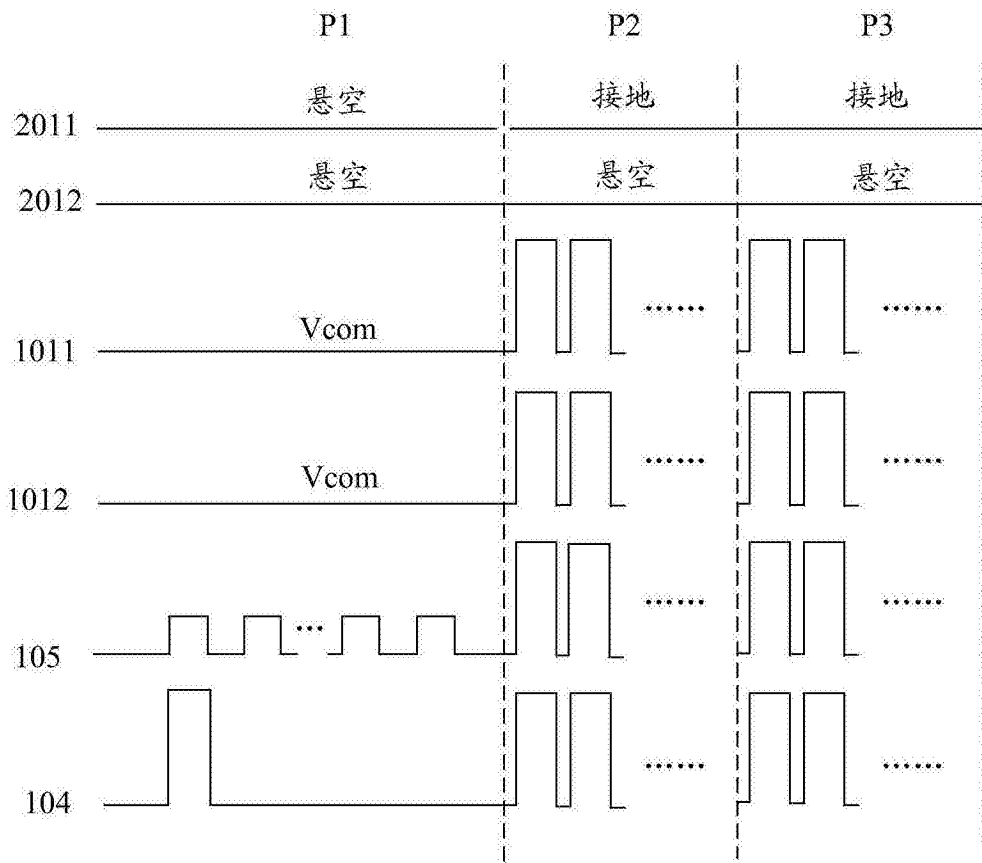 P1 P2 P3
2011 悬空 接地 接地
2012 悬空 悬空 悬空
…… ……
1011 Vcom
…… ……
1012 Vcom
…… ……
105 …
…… ……
104